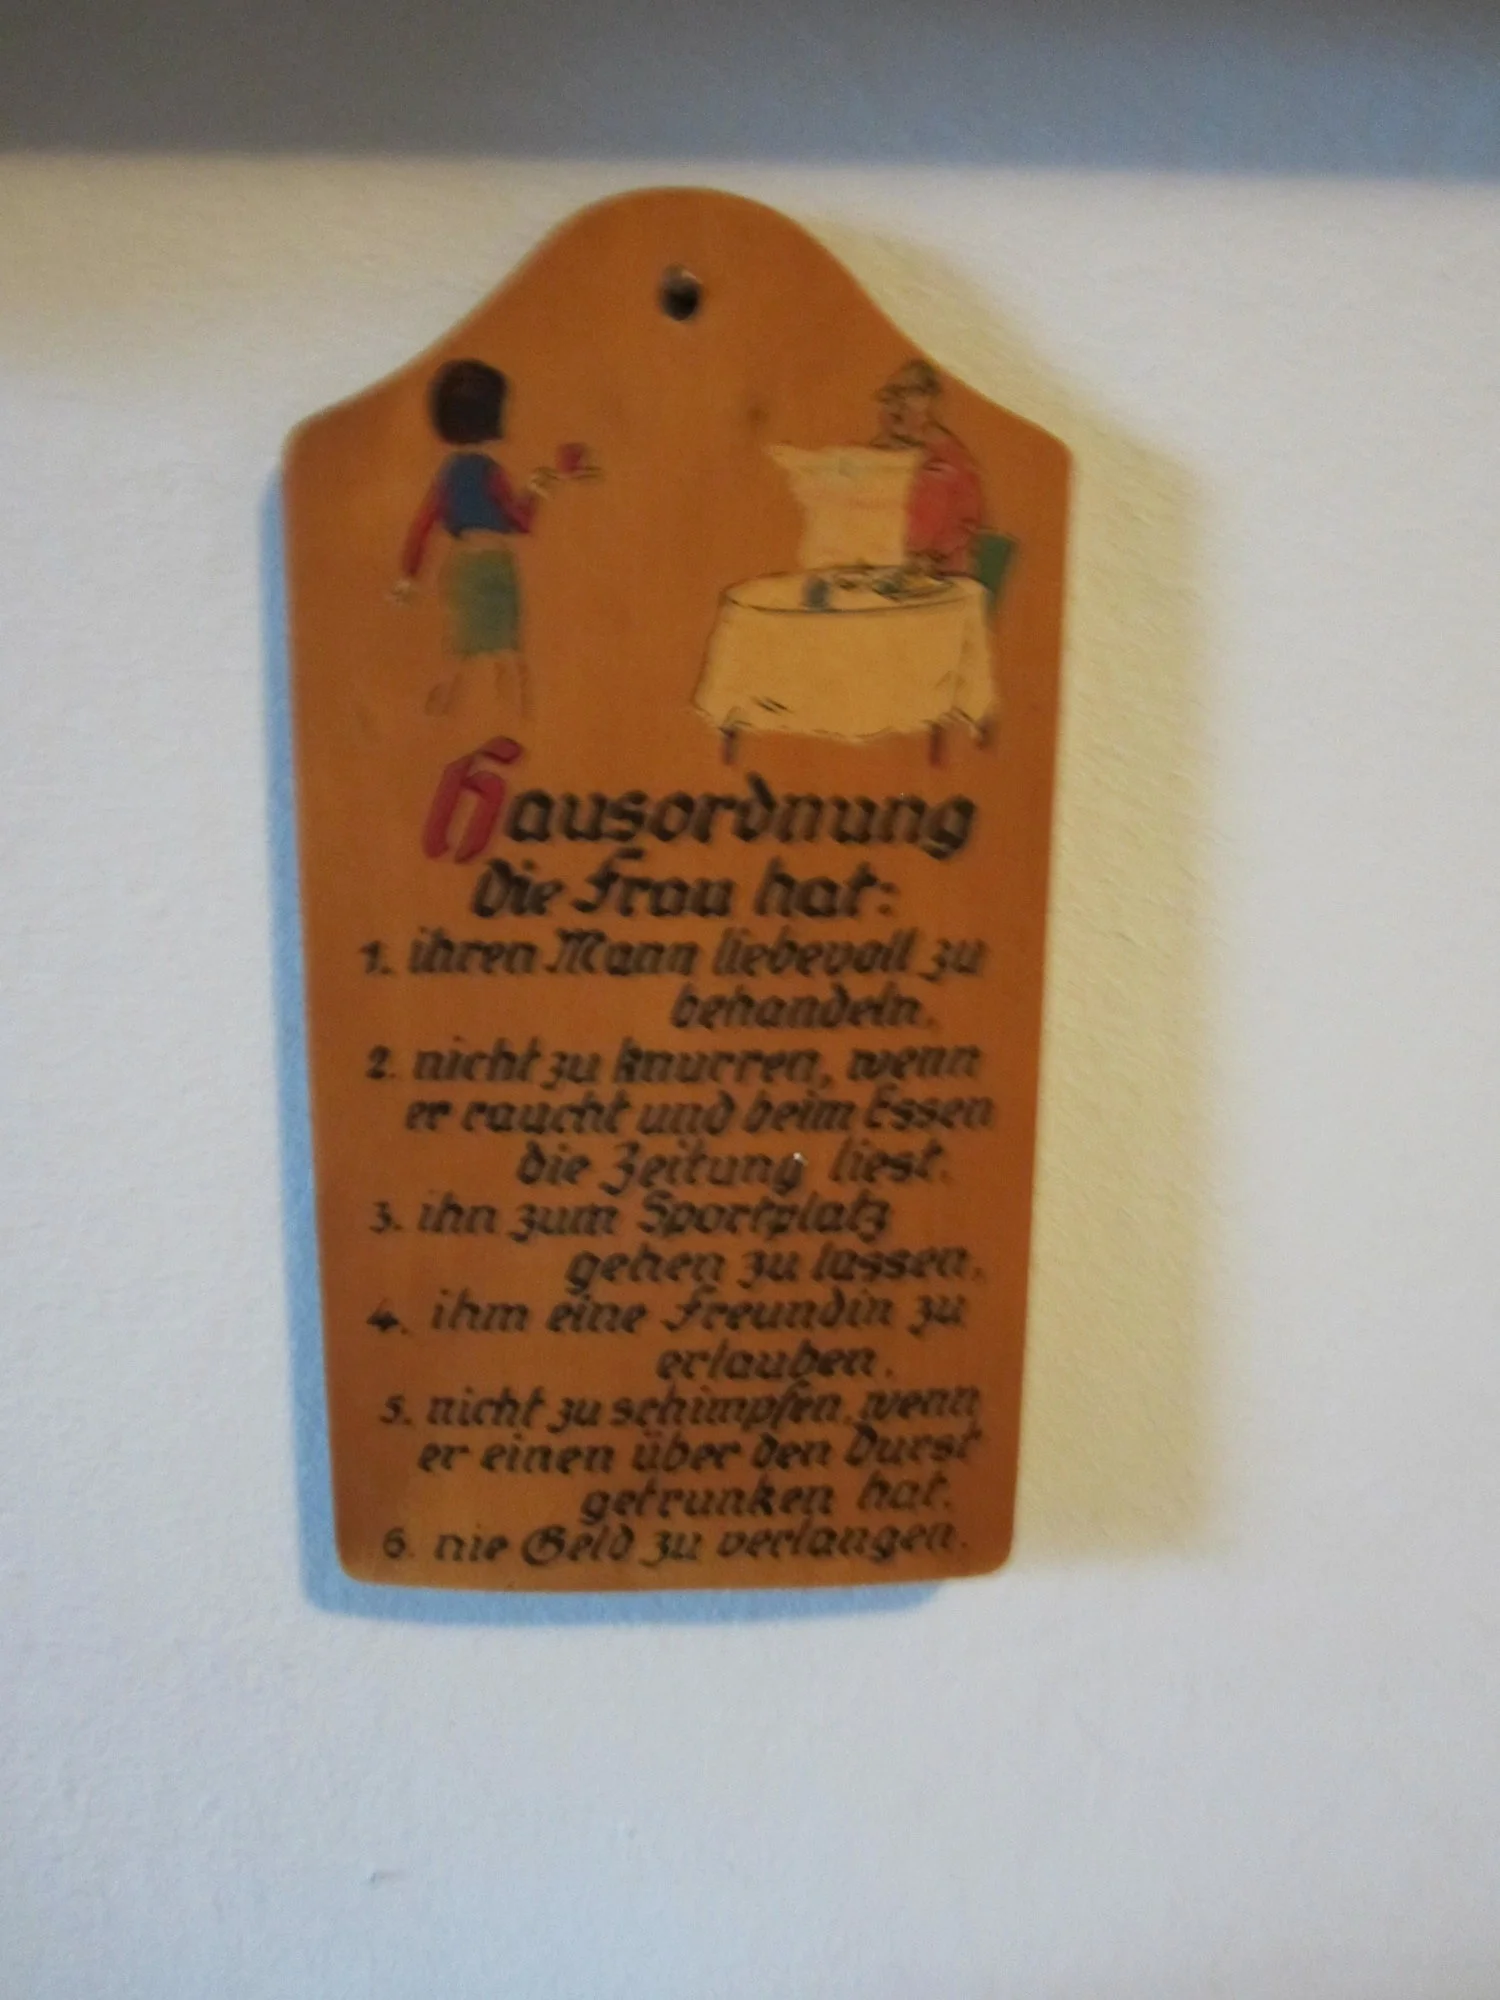 Hausordnung
Die Frau hat:
1. ihren Mann liebevoll zu
behandeln.
2. nicht zu knurren, wenn
er raucht und beim Essen
die Zeitung liest.
3. ihn zum Sportplatz
gehen zu lassen.
4. ihm eine Freundin zu
erlauben.
5. nicht zu schimpfen, wenn
er einen über den Durst
getrunken hat.
6. nie Geld zu verlangen.